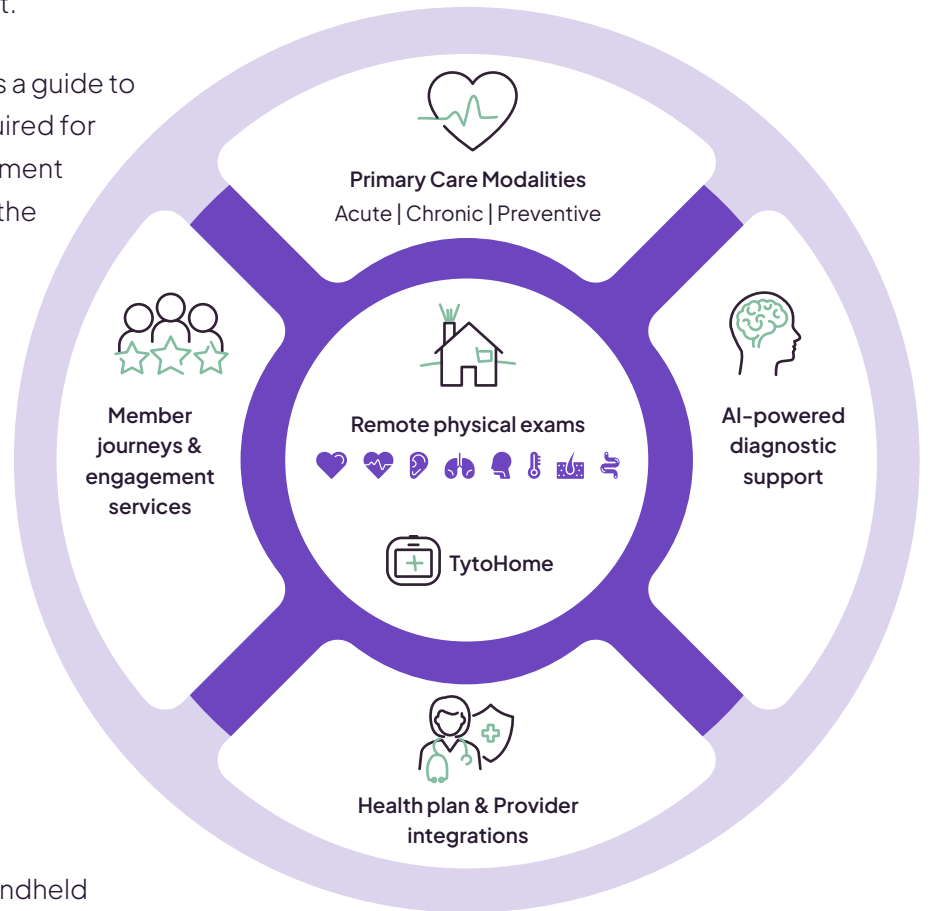 t.
s a guide to
uired for
ment
the
Primary Care Modalities
Acute | Chronic | Preventive
Member
journeys &
engagement
services
Remote physical exams
TytoHome
AI-powered
diagnostic
support
Health plan & Provider
integrations
ndheld